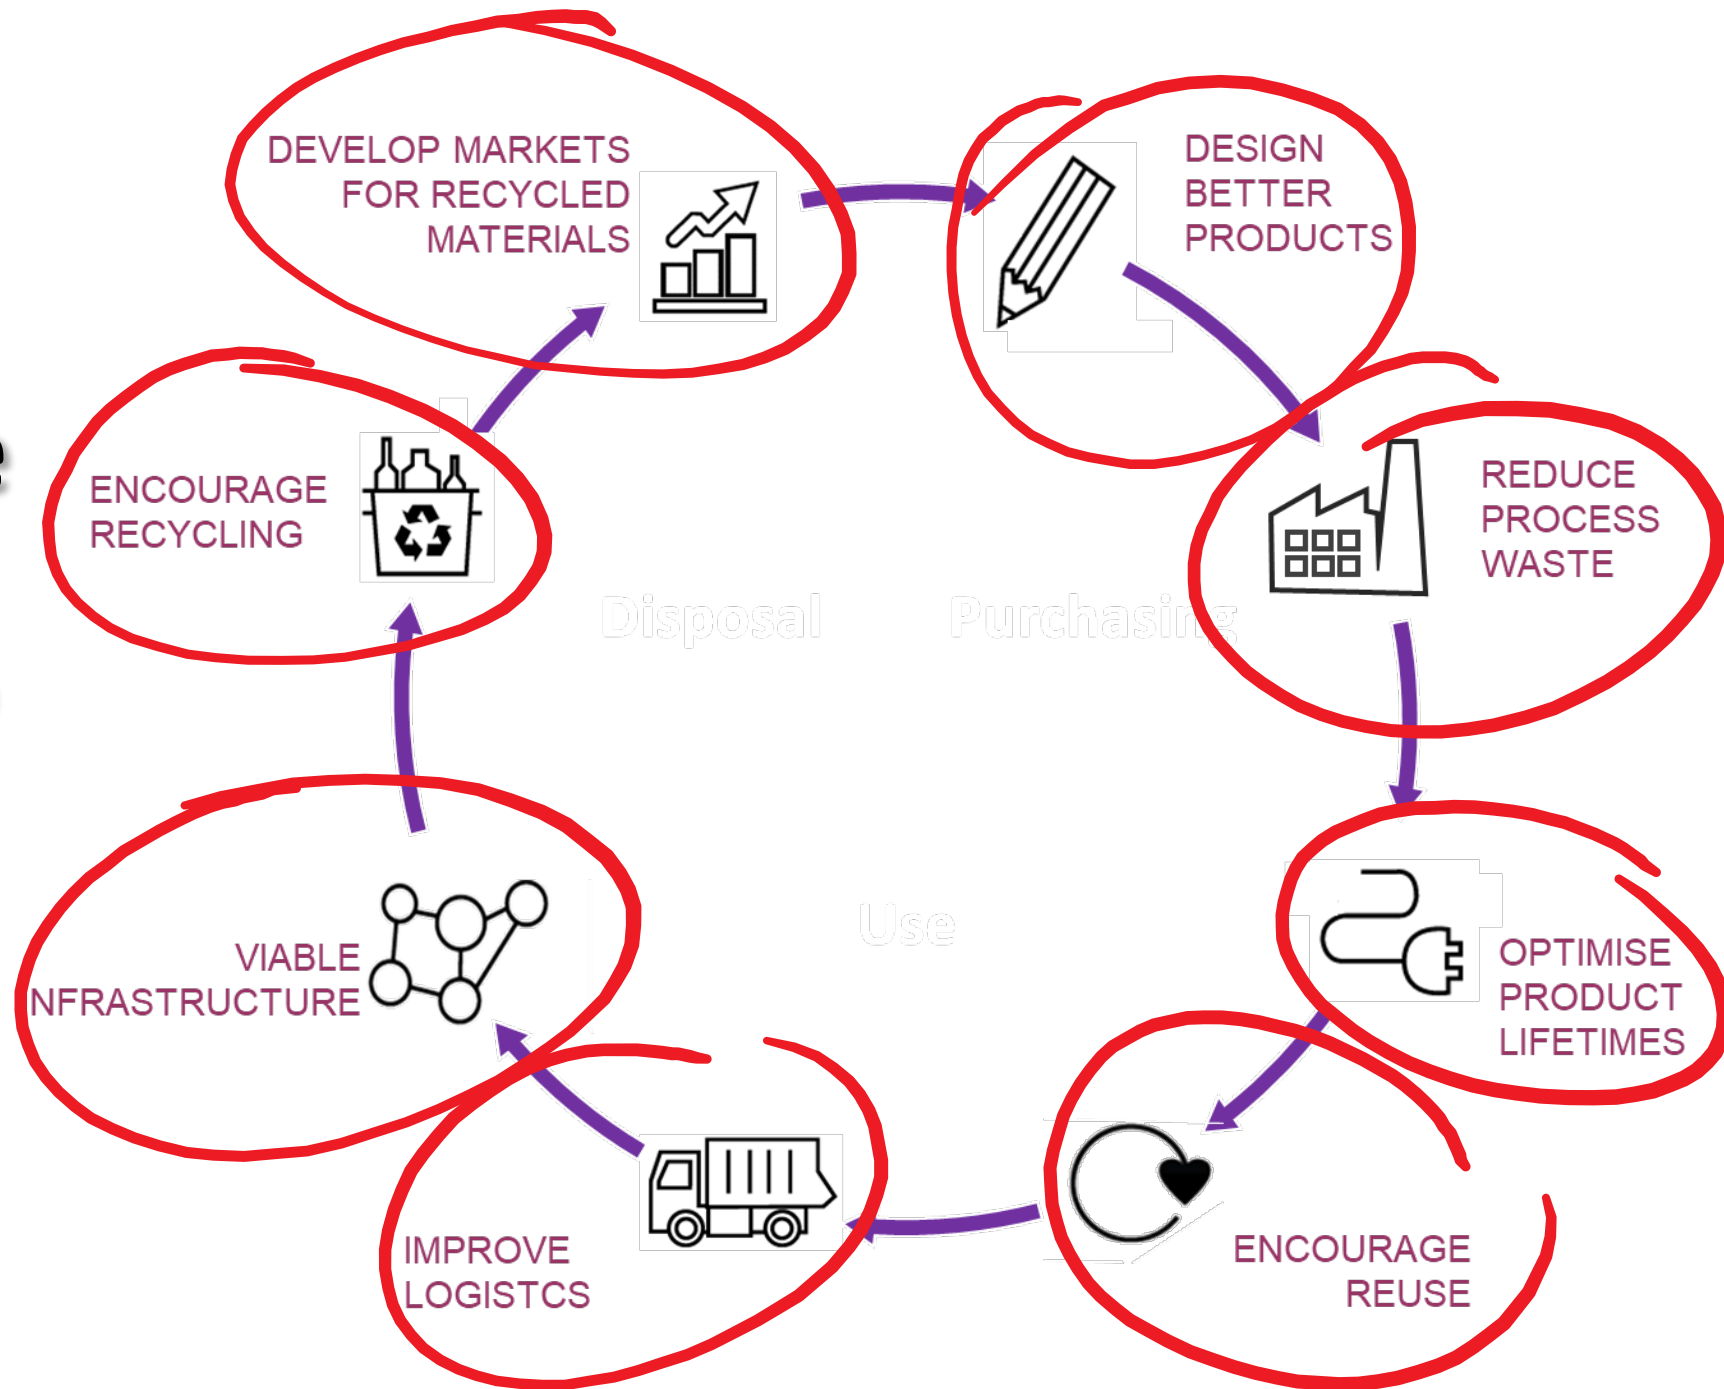 DEVELOP MARKETS
FOR RECYCLED
MATERIALS
DESIGN
BETTER
PRODUCTS
REDUCE
PROCESS
WASTE
ENCOURAGE
RECYCLING
Disposal
Purchasing
Use
OPTIMISE
PRODUCT
LIFETIMES
VIABLE
NFRASTRUCTURE
IMPROVE
LOGISTCS
ENCOURAGE
REUSE